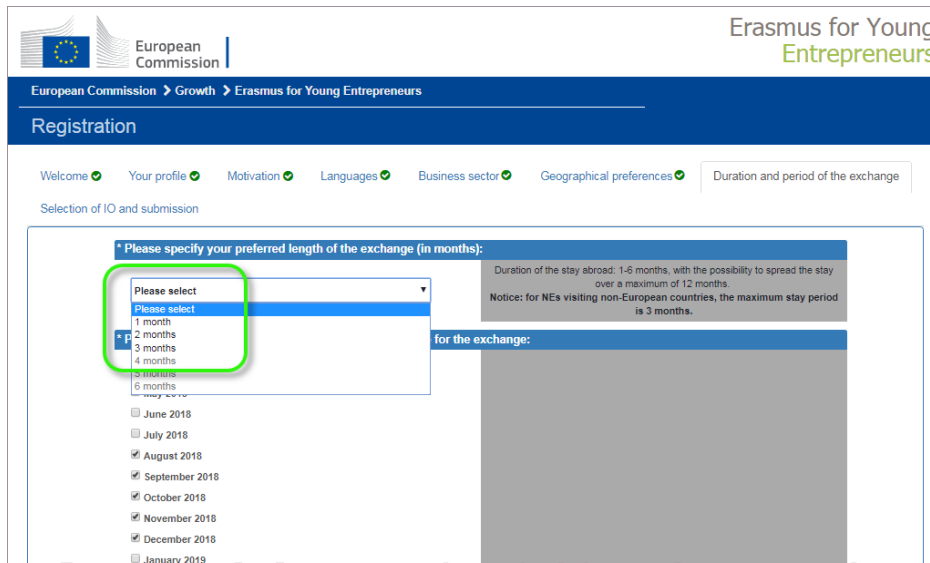 Erasmus for Young
Entrepreneurs
European
Commission
European Commission > Growth > Erasmus for Young Entrepreneurs
Registration
Welcome
Your profile
Motivation
Languages
Business sector
Geographical preferences
Duration and period of the exchange
Selection of IO and submission
* Please specify your preferred length of the exchange (in months):
Please select
Please select
1 month
2 months
3 months
4 months
5 months
6 months
Duration of the stay abroad: 1-6 months, with the possibility to spread the stay
over a maximum of 12 months.
Notice: for NEs visiting non-European countries, the maximum stay period
is 3 months.
* P
for the exchange:
May 2018
June 2018
July 2018
August 2018
September 2018
October 2018
November 2018
December 2018
January 2019